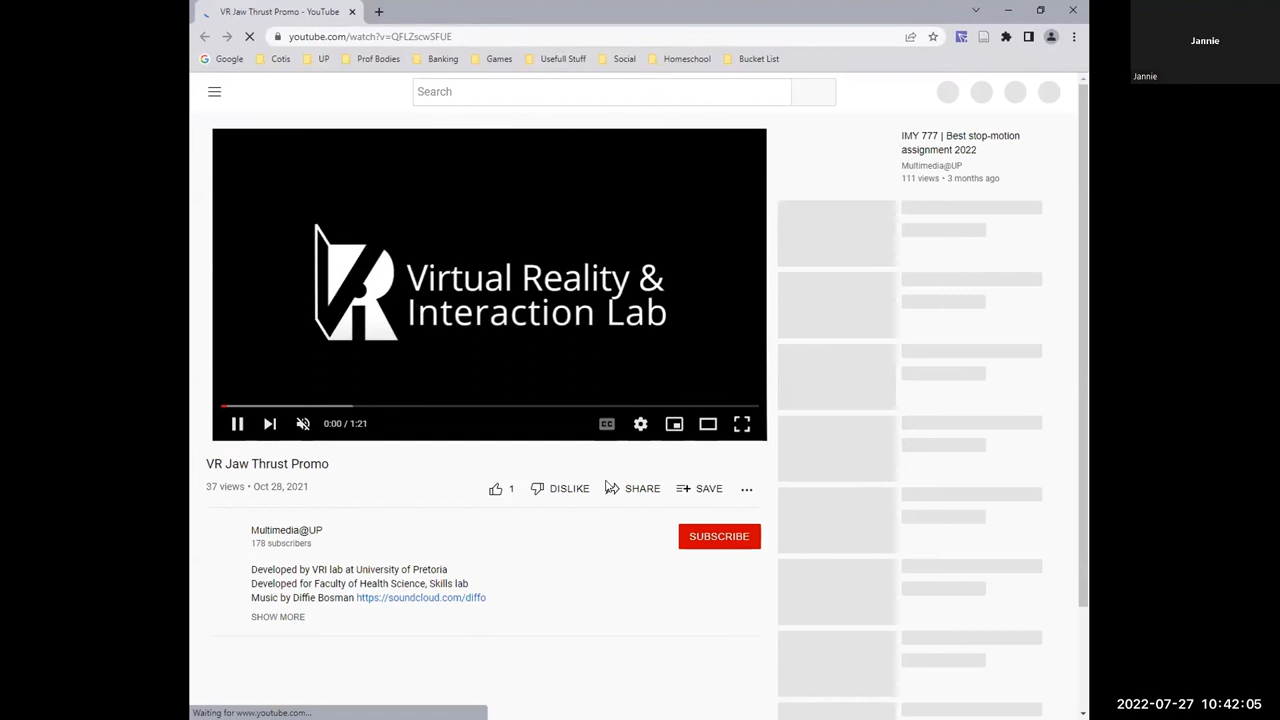 VR Jaw Thrust Promo - YouTube
youtube.com/watch?v=QFLZscwSFUE
Google
Cotis
UP
Prof Bodies
Banking
Games
Usefull Stuff
Social
Homeschool
Bucket List
Search
Virtual Reality &
Interaction Lab
0:00 / 1:21
CC
VR Jaw Thrust Promo
37 views • Oct 28, 2021
1
DISLIKE
SHARE
SAVE
Multimedia@UP
178 subscribers
SUBSCRIBE
Developed by VRI lab at University of Pretoria
Developed for Faculty of Health Science, Skills lab
Music by Diffie Bosman https://soundcloud.com/diffo
SHOW MORE
IMY 777 | Best stop-motion
assignment 2022
Multimedia@UP
111 views • 3 months ago
Waiting for www.youtube.com...
Jannie
Jannie
2022-07-27 10:42:05